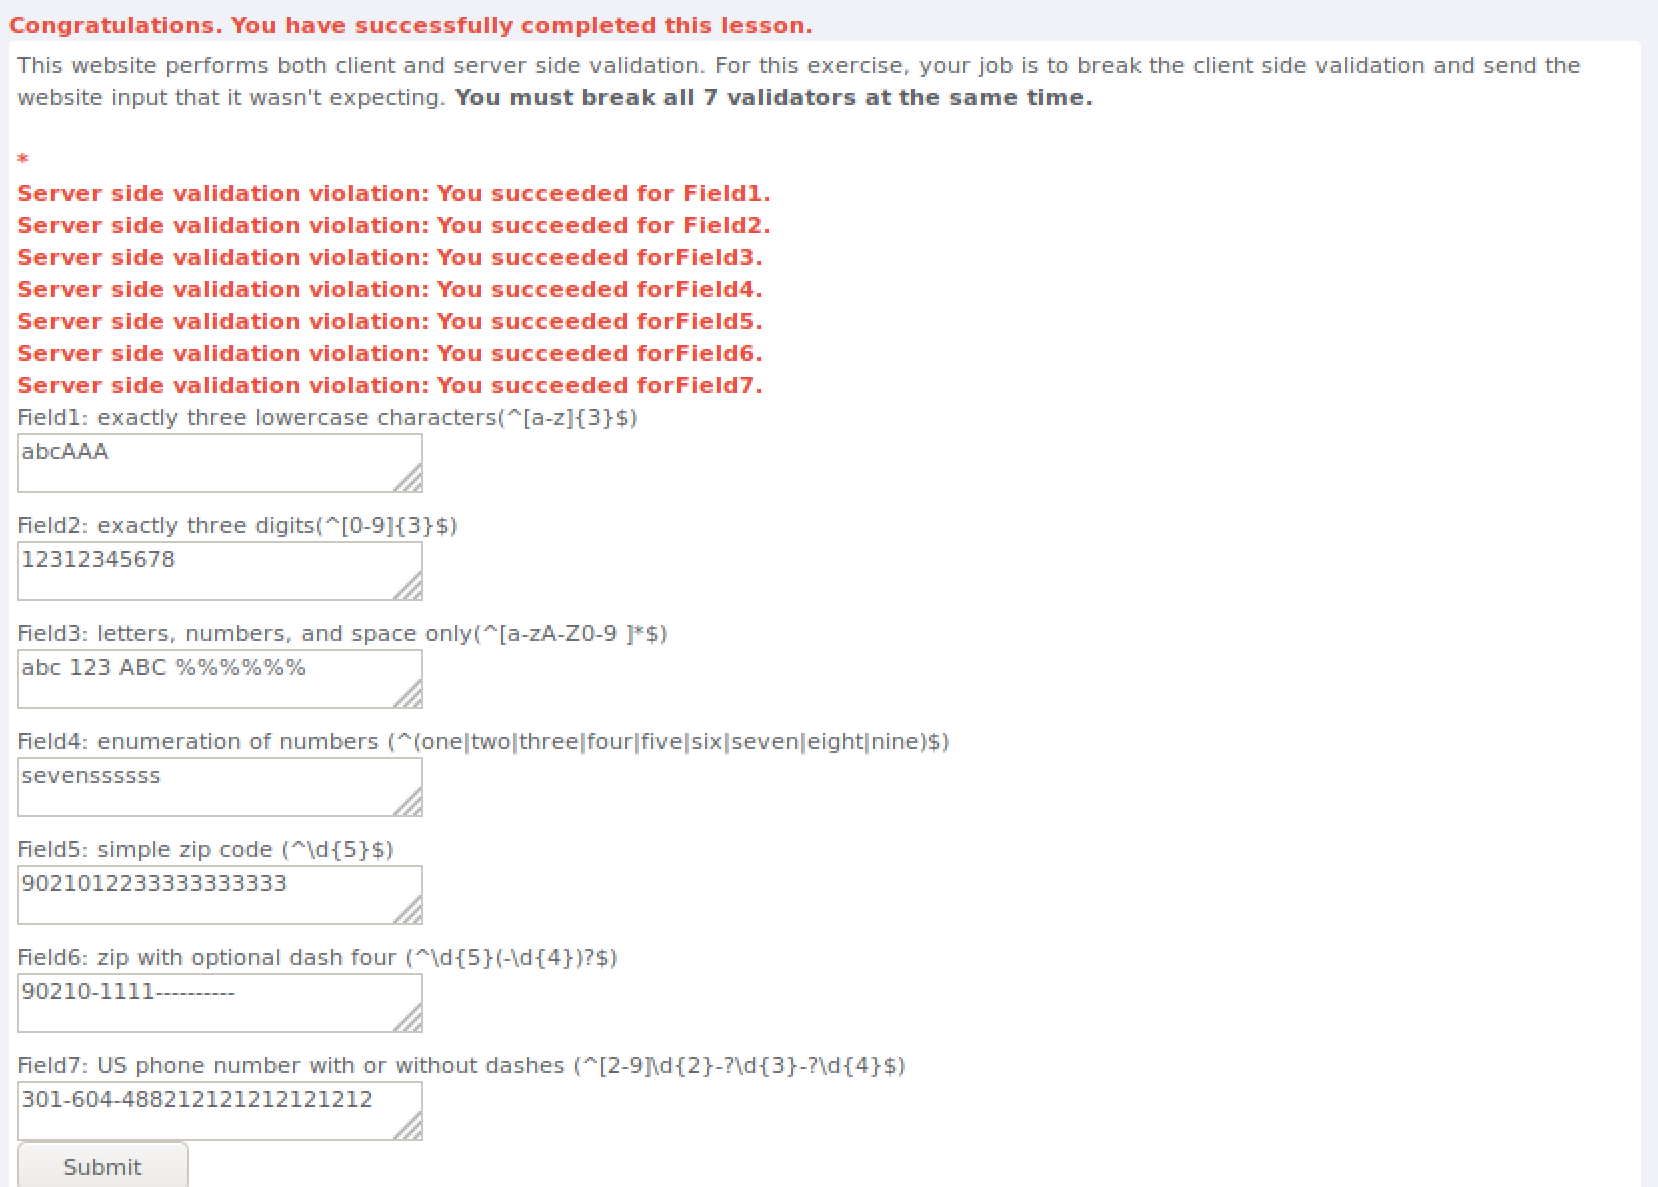 Congratulations. You have successfully completed this lesson.
This website performs both client and server side validation. For this exercise, your job is to break the client side validation and send the
website input that it wasn't expecting. You must break all 7 validators at the same time.
*
Server side validation violation: You succeeded for Field1.
Server side validation violation: You succeeded for Field2.
Server side validation violation: You succeeded forField3.
Server side validation violation: You succeeded forField4.
Server side validation violation: You succeeded forField5.
Server side validation violation: You succeeded forField6.
Server side validation violation: You succeeded forField7.
Field1: exactly three lowercase characters(^[a-z]{3}$)
abcAAA
Field2: exactly three digits(^[0-9]{3}$)
12312345678
Field3: letters, numbers, and space only(^[a-zA-Z0-9 ]*$)
abc 123 ABC %%%%%%
Field4: enumeration of numbers (^(one|two|three|four|five|six|seven|eight|nine)$)
sevenssssss
Field5: simple zip code (^\d{5}$)
9021012233333333333
Field6: zip with optional dash four (^\d{5}(-\d{4})?$)
90210-1111----------
Field7: US phone number with or without dashes (^[2-9]\d{2}-?\d{3}-?\d{4}$)
301-604-488212121212121212
Submit